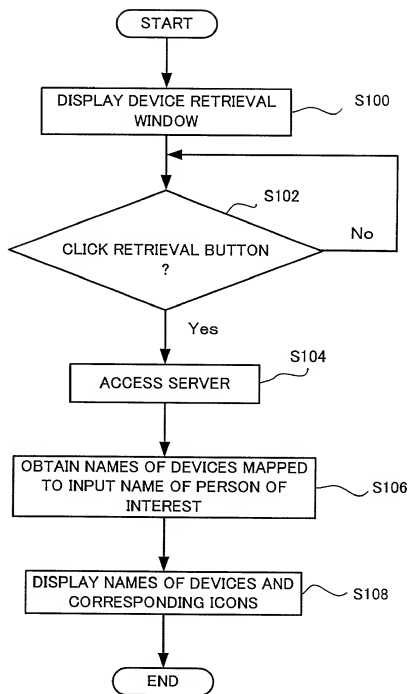 START
DISPLAY DEVICE RETRIEVAL
WINDOW
S100
S102
CLICK RETRIEVAL BUTTON
?
No
Yes
S104
ACCESS SERVER
OBTAIN NAMES OF DEVICES MAPPED
TO INPUT NAME OF PERSON OF
INTEREST
S106
DISPLAY NAMES OF DEVICES AND
CORRESPONDING ICONS
S108
END